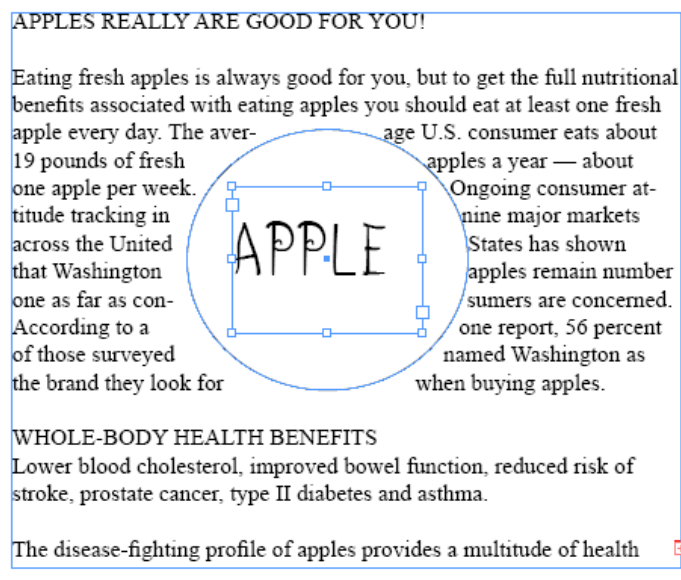 APPLES REALLY ARE GOOD FOR YOU!
Eating fresh apples is always good for you, but to get the full nutritional
benefits associated with eating apples you should eat at least one fresh
apple every day. The aver- age U.S. consumer eats about
19 pounds of fresh apples a year — about
one apple per week. Ongoing consumer at-
titude tracking in nine major markets
across the United States has shown
that Washington apples remain number
one as far as con- sumers are concerned.
According to a one report, 56 percent
of those surveyed named Washington as
the brand they look for when buying apples.
APPLE
WHOLE-BODY HEALTH BENEFITS
Lower blood cholesterol, improved bowel function, reduced risk of
stroke, prostate cancer, type II diabetes and asthma.
The disease-fighting profile of apples provides a multitude of health